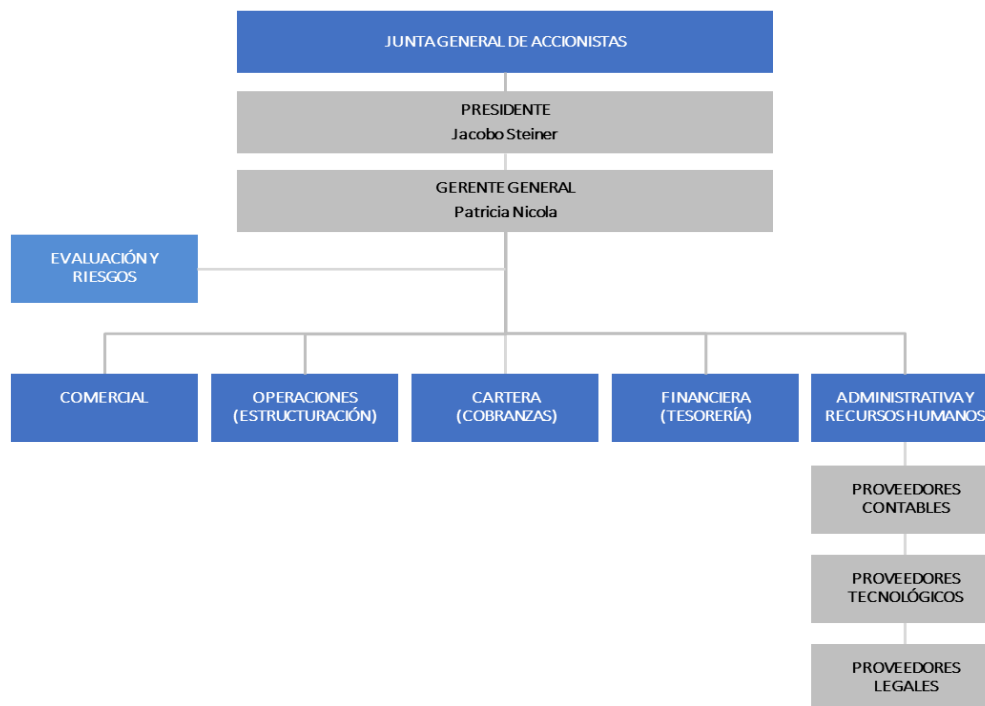 JUNTA GENERAL DE ACCIONISTAS
PRESIDENTE
Jacobo Steiner
GERENTE GENERAL
Patricia Nicola
EVALUACIÓN Y
RIESGOS
COMERCIAL
OPERACIONES
(ESTRUCTURACIÓN)
CARTERA
(COBRANZAS)
FINANCIERA
(TESORERÍA)
ADMINISTRATIVA Y
RECURSOS HUMANOS
PROVEEDORES
CONTABLES
PROVEEDORES
TECNOLÓGICOS
PROVEEDORES
LEGALES